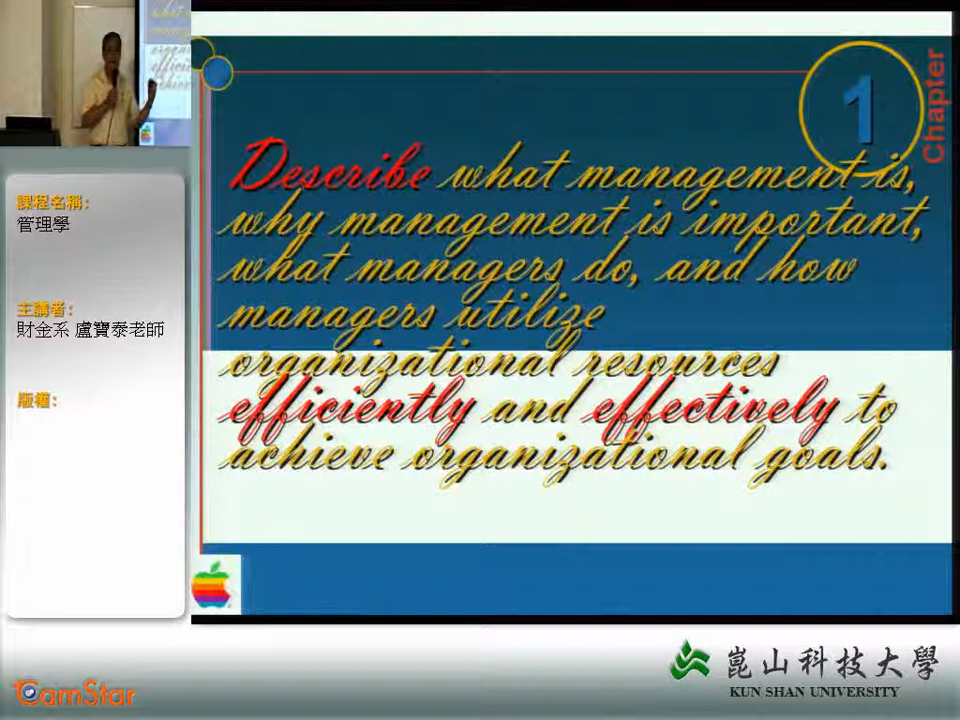 課程名稱:
管理學
主講者:
財金系 盧寶泰老師
版權:
CamStar
1
Chapter
Describe what management is,
why management is important,
what managers do, and how
managers utilize
organizational resources
efficiently and effectively to
achieve organizational goals.
崑山科技大學
KUN SHAN UNIVERSITY